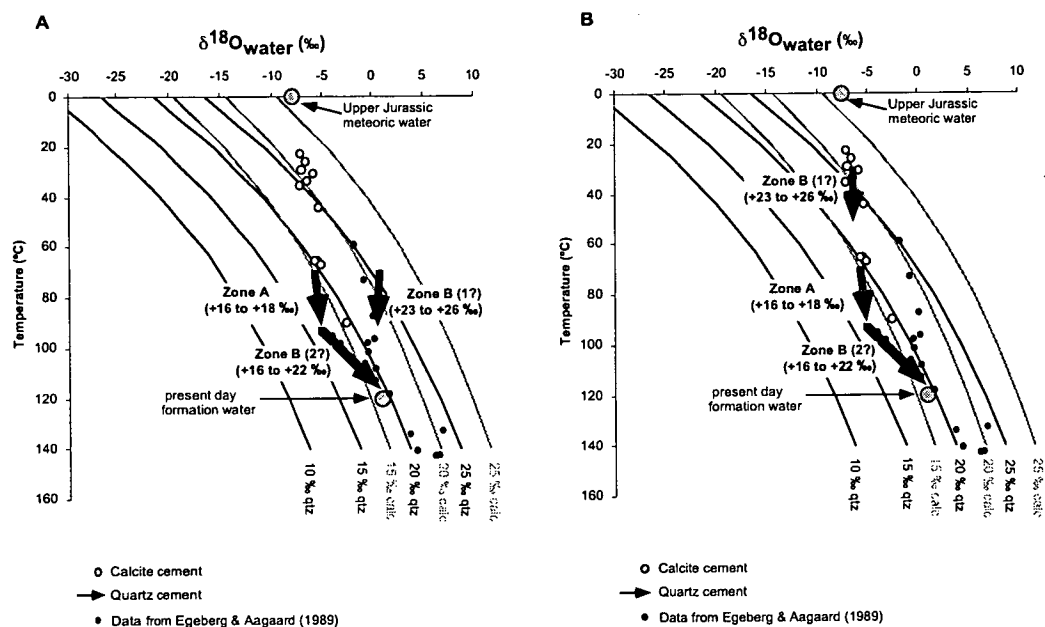 A
δ18Owater (‰)
-30 -25 -20 -15 -10 -5 0 5 10
0
20
40
60
80
100
120
140
160
Temperature (°C)
Upper Jurassic
meteoric water
Zone A
(+16 to +18 ‰)
Zone B (1?)
(+23 to +26 ‰)
Zone B (2?)
(+16 to +22 ‰)
present day
formation water
10 ‰ qtz
15 ‰ qtz
15 ‰ calc
20 ‰ qtz
20 ‰ calc
25 ‰ qtz
25 ‰ calc
Calcite cement
Quartz cement
Data from Egeberg & Aagaard (1989)
B
δ18Owater (‰)
-30 -25 -20 -15 -10 -5 0 5 10
0
20
40
60
80
100
120
140
160
Temperature (°C)
Upper Jurassic
meteoric water
Zone B (1?)
(+23 to +26 ‰)
Zone A
(+16 to +18 ‰)
Zone B (2?)
(+16 to +22 ‰)
present day
formation water
10 ‰ qtz
15 ‰ qtz
15 ‰ calc
20 ‰ qtz
20 ‰ calc
25 ‰ qtz
25 ‰ calc
Calcite cement
Quartz cement
Data from Egeberg & Aagaard (1989)